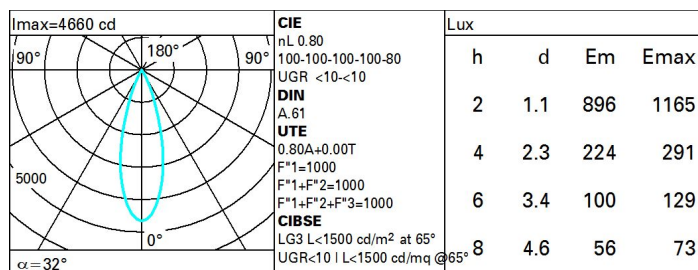 Imax=4660 cd
90°
180°
90°
5000
0°
α=32°
CIE
nL 0.80
100-100-100-100-80
UGR <10-<10
DIN
A.61
UTE
0.80A+0.00T
F"1=1000
F"1+F"2=1000
F"1+F"2+F"3=1000
CIBSE
LG3 L<1500 cd/m² at 65°
UGR<10 | L<1500 cd/mq @65°
Lux
h d Em Emax
2 1.1 896 1165
4 2.3 224 291
6 3.4 100 129
8 4.6 56 73